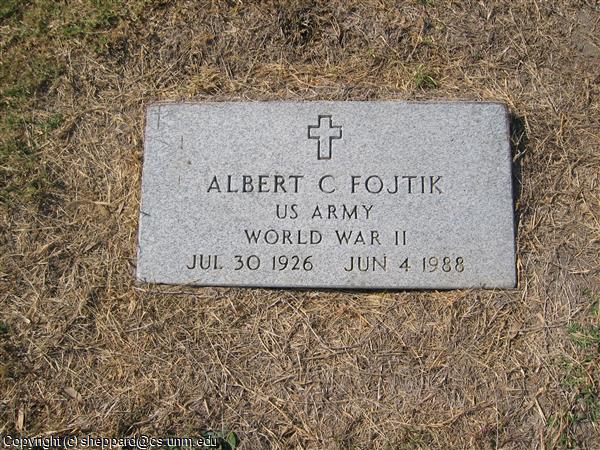 ALBERT C FOJTIK
US ARMY
WORLD WAR II
JUL 30 1926 JUN 4 1988
Copyright (c) sheppard@cs.unm.edu